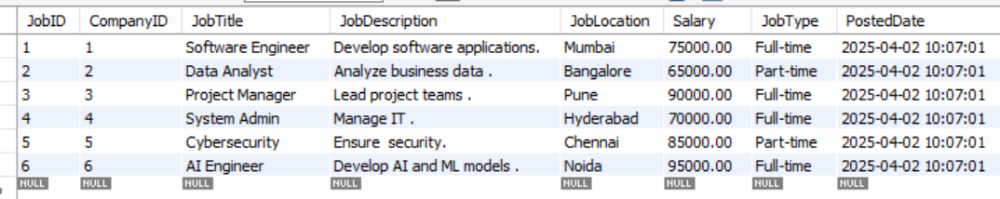 JobID CompanyID JobTitle JobDescription JobLocation Salary JobType PostedDate
1 1 Software Engineer Develop software applications. Mumbai 75000.00 Full-time 2025-04-02 10:07:01
2 2 Data Analyst Analyze business data . Bangalore 65000.00 Part-time 2025-04-02 10:07:01
3 3 Project Manager Lead project teams . Pune 90000.00 Full-time 2025-04-02 10:07:01
4 4 System Admin Manage IT . Hyderabad 70000.00 Full-time 2025-04-02 10:07:01
5 5 Cybersecurity Ensure  security. Chennai 85000.00 Part-time 2025-04-02 10:07:01
6 6 AI Engineer Develop AI and ML models . Noida 95000.00 Full-time 2025-04-02 10:07:01
NULL NULL NULL NULL NULL NULL NULL NULL